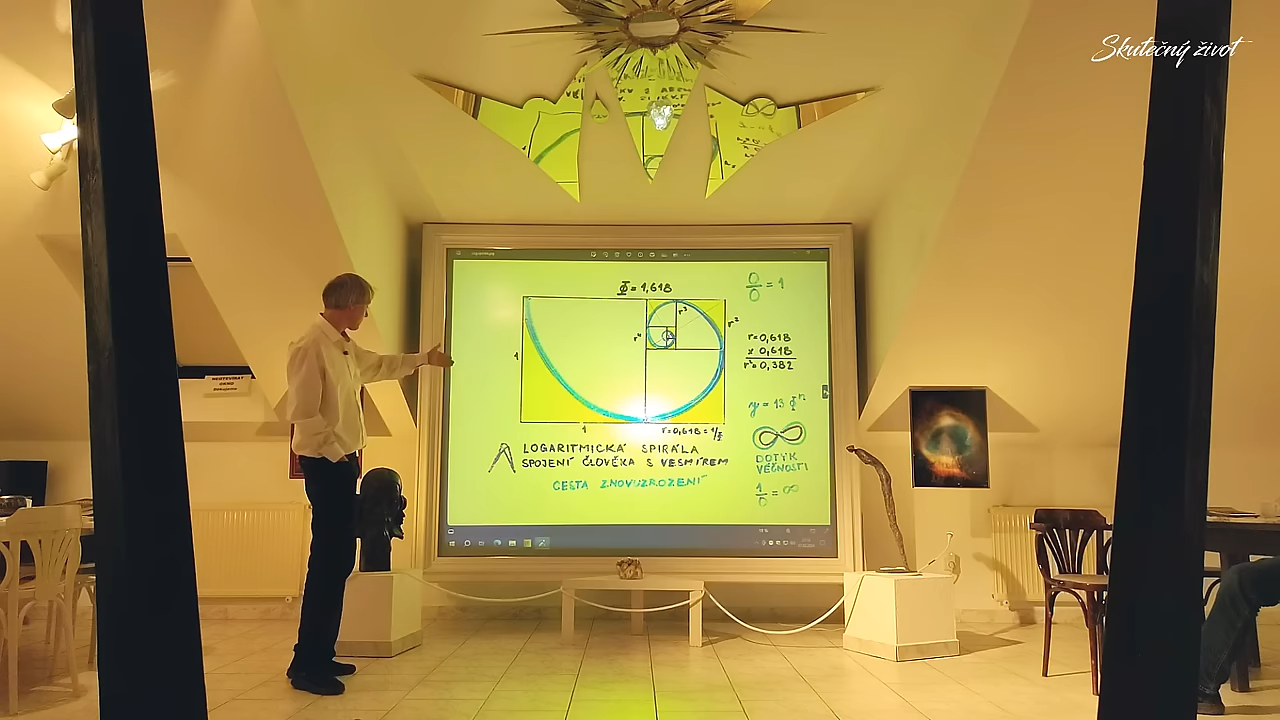 Skutečný život
Φ = 1,618
0/0 = 1
r³
r²
r⁴
1
r=0,618
x 0,618
r²=0,382
y = 13 Φⁿ
1
r=0,618 = 1/Φ
LOGARITMICKÁ SPIRÁLA
SPOJENÍ ČLOVĚKA S VESMÍREM
DOTYK
VĚČNOSTI
CESTA ZNOVUZROZENÍ
1/0 = ∞